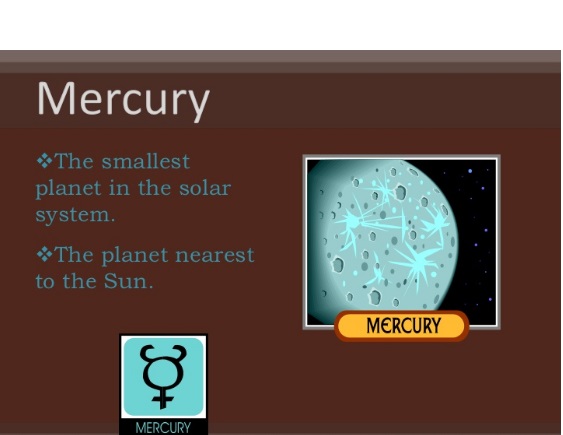 Mercury
❖The smallest
planet in the solar
system.
❖The planet nearest
to the Sun.
MERCURY
MERCURY